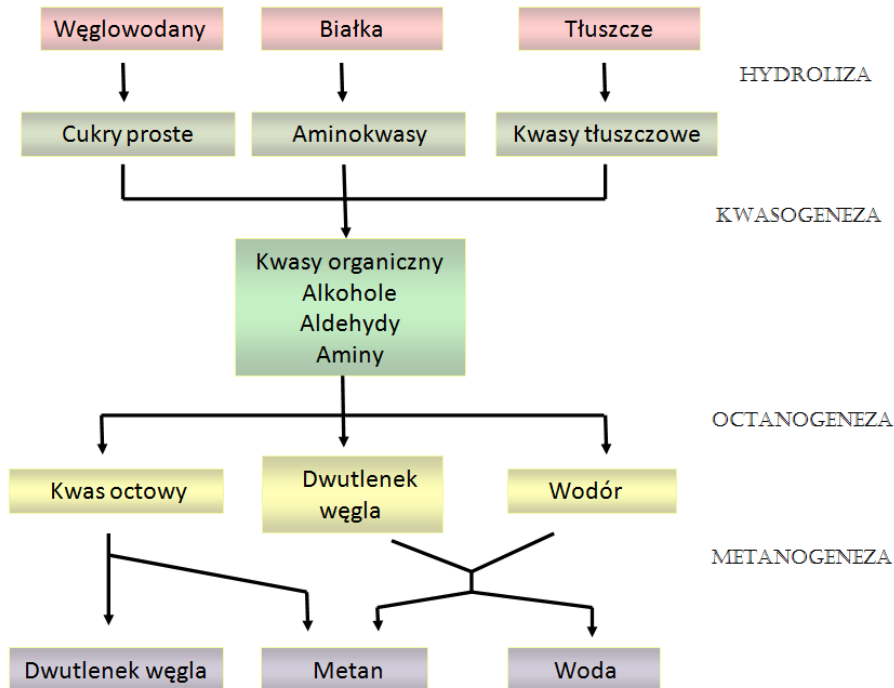 Węglowodany
Białka
Tłuszcze
HYDROLIZA
Cukry proste
Aminokwasy
Kwasy tłuszczowe
KWASOGENEZA
Kwasy organiczny
Alkohole
Aldehydy
Aminy
OCTANOGENEZA
Kwas octowy
Dwutlenek
węgla
Wodór
METANOGENEZA
Dwutlenek węgla
Metan
Woda